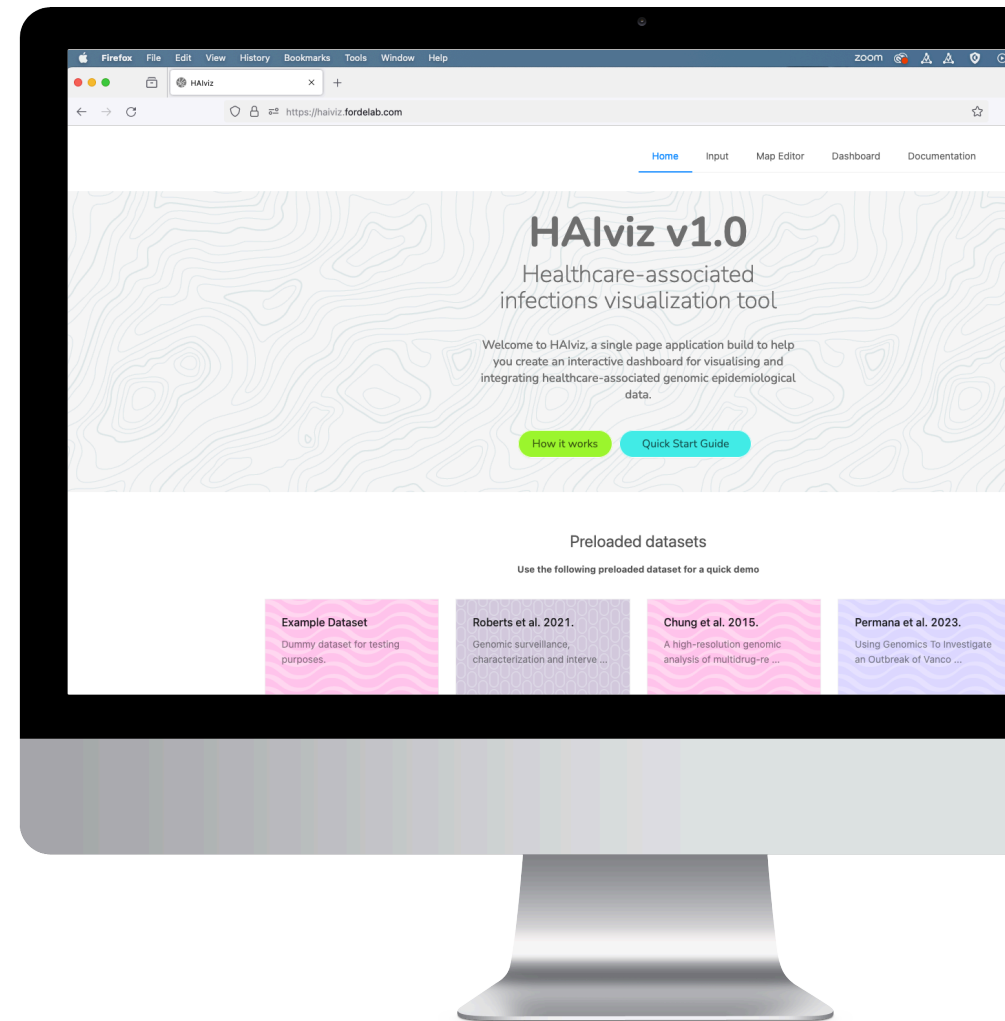 Firefox File Edit View History Bookmarks Tools Window Help zoom
HAIviz
https://haiviz.fordelab.com
Home Input Map Editor Dashboard Documentation
HAIviz v1.0
Healthcare-associated
infections visualization tool
Welcome to HAIviz, a single page application build to help
you create an interactive dashboard for visualising and
integrating healthcare-associated genomic epidemiological
data.
How it works Quick Start Guide
Preloaded datasets
Use the following preloaded dataset for a quick demo
Example Dataset
Dummy dataset for testing
purposes.
Roberts et al. 2021.
Genomic surveillance,
characterization and interve ...
Chung et al. 2015.
A high-resolution genomic
analysis of multidrug-re ...
Permana et al. 2023.
Using Genomics To Investigate
an Outbreak of Vanco ...